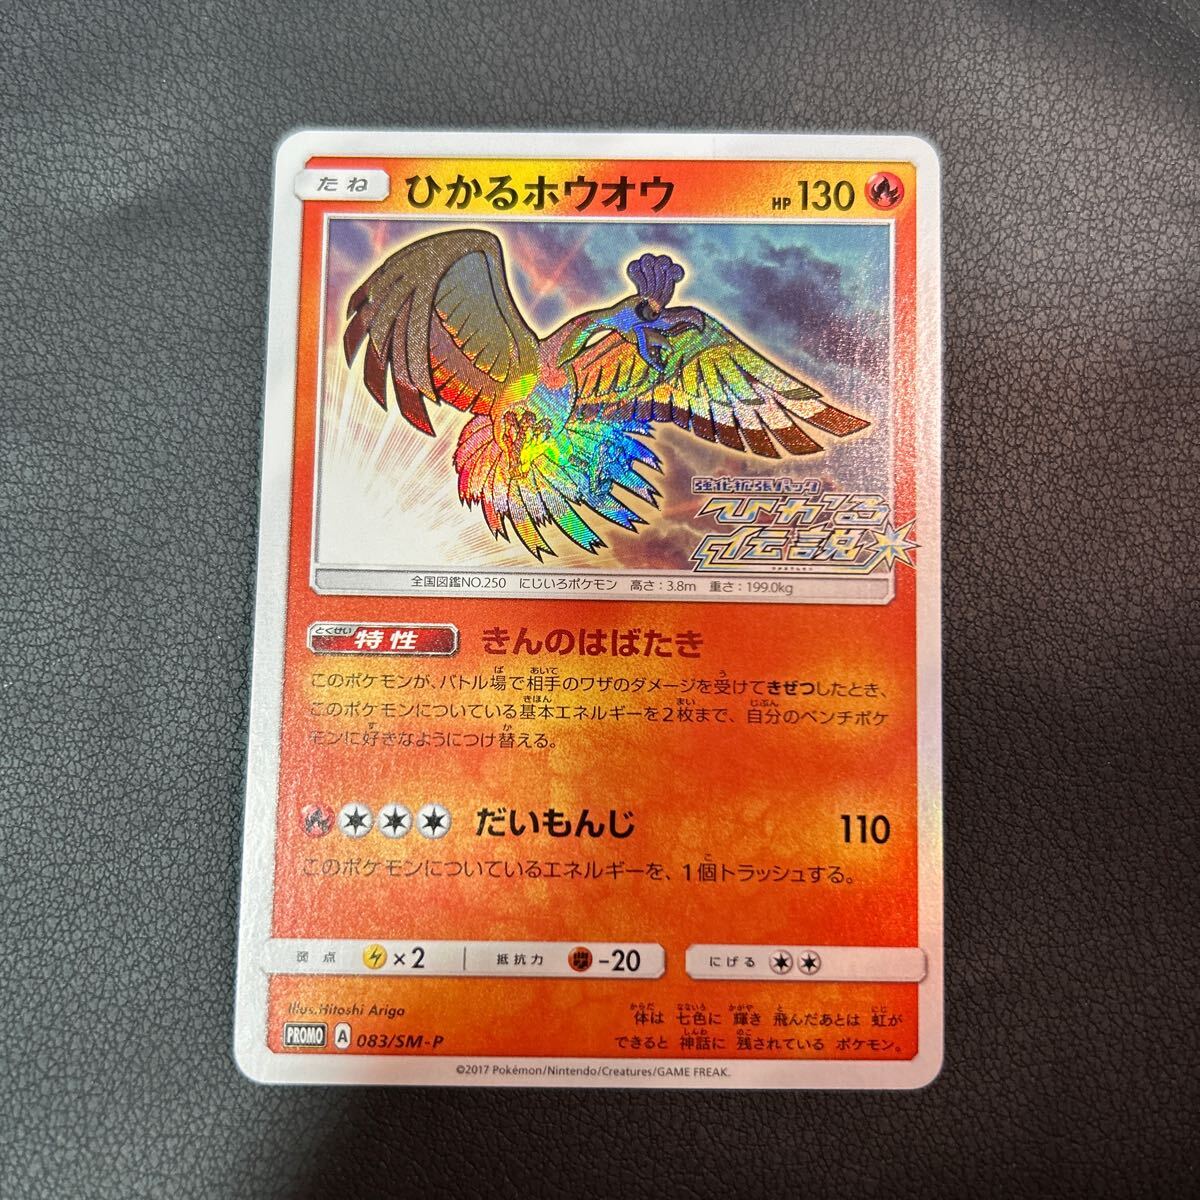 たね
ひかるホウオウ
HP 130
強化拡張パック
ひかる
伝説
全国図鑑NO.250 にじいろポケモン 高さ:3.8m 重さ:199.0kg
とくせい
特性 きんのはばたき
このポケモンが、バトル場で相手のワザのダメージを受けてきぜつしたとき、
このポケモンについている基本エネルギーを2枚まで、自分のベンチポケ
モンに好きなようにつけ替える。
だいもんじ 110
このポケモンについているエネルギーを、1個トラッシュする。
弱点 ×2 抵抗力 -20 にげる
Illus.Hitoshi Ariga
PROMO A 083/SM-P
体は 七色に 輝き 飛んだあとは 虹が
できると 神話に 残されている ポケモン。
©2017 Pokémon/Nintendo/Creatures/GAME FREAK.